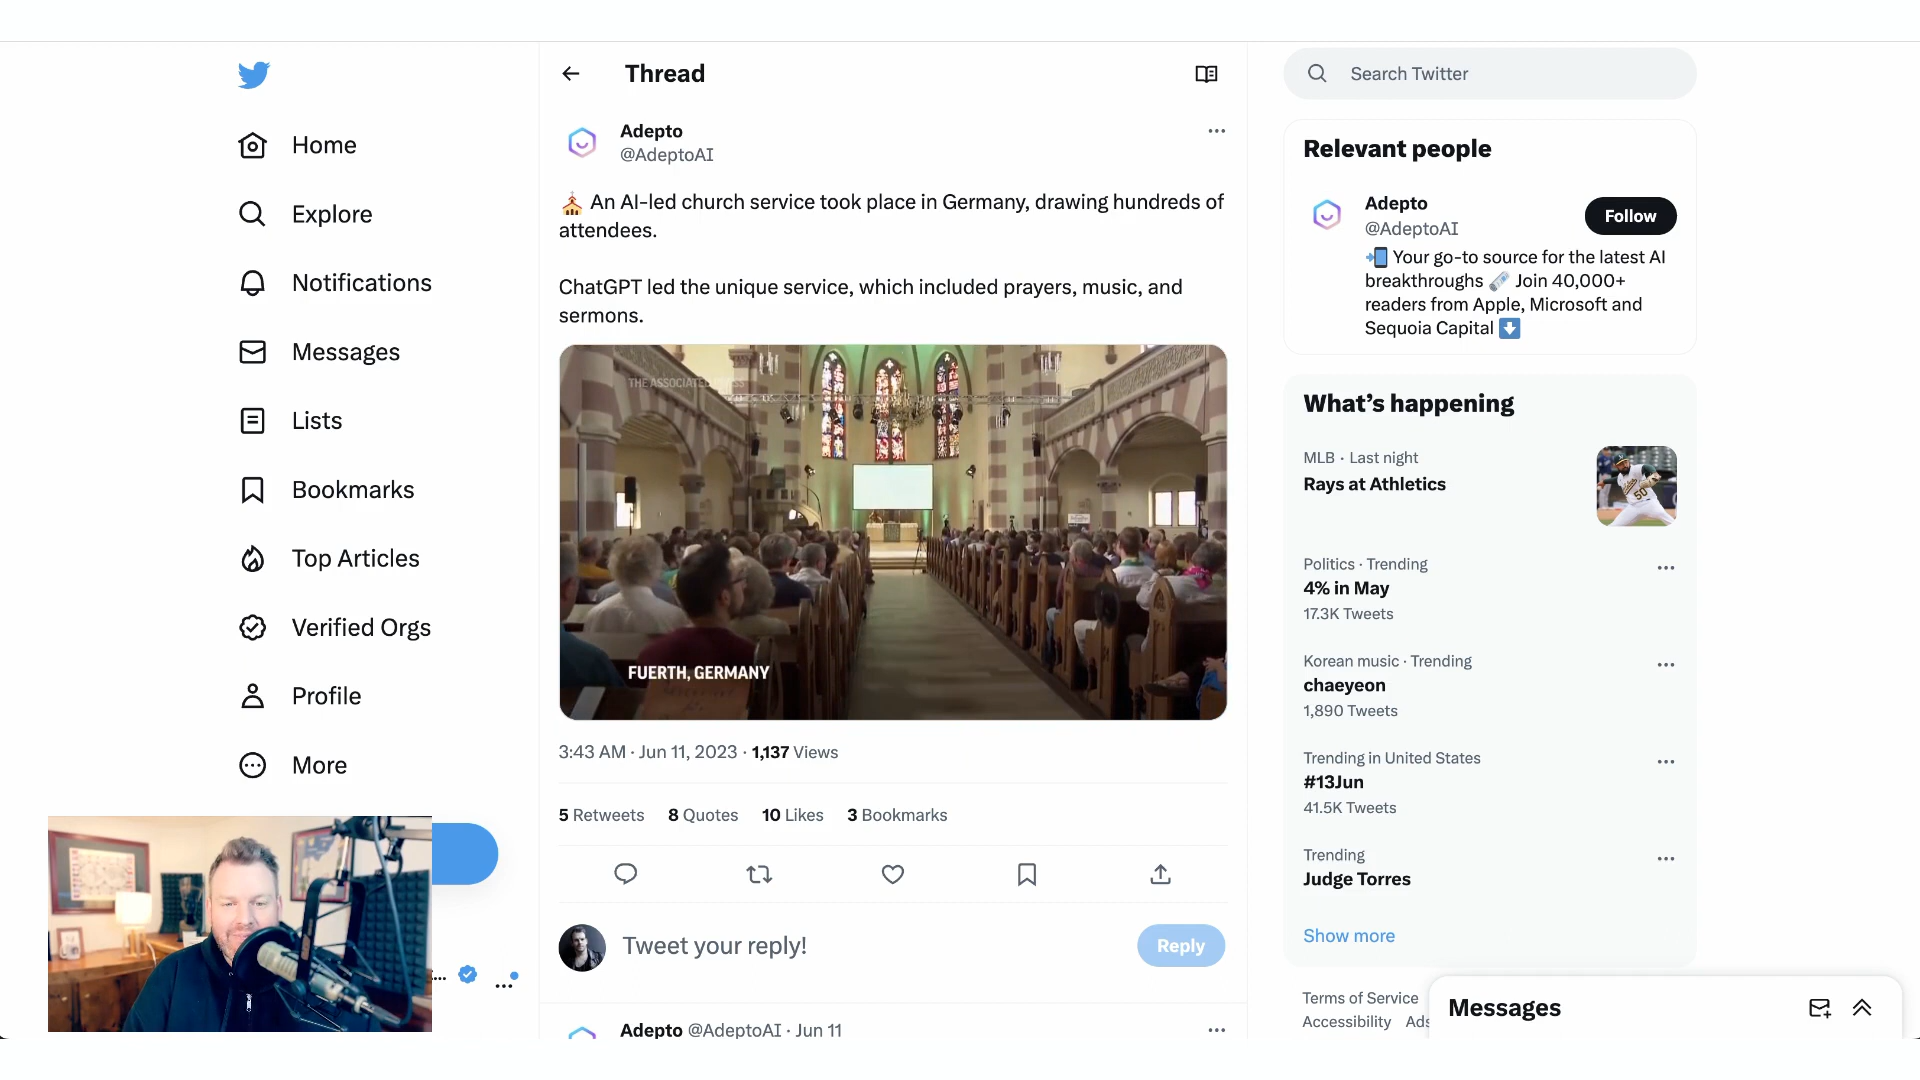 Home
Explore
Notifications
Messages
Lists
Bookmarks
Top Articles
Verified Orgs
Profile
More
Thread
Adepto
@AdeptoAI
An AI-led church service took place in Germany, drawing hundreds of
attendees.
ChatGPT led the unique service, which included prayers, music, and
sermons.
THE ASSOCIATED PRESS
FUERTH, GERMANY
3:43 AM · Jun 11, 2023 · 1,137 Views
5 Retweets 8 Quotes 10 Likes 3 Bookmarks
Tweet your reply!
Reply
Adepto @AdeptoAI · Jun 11
Search Twitter
Relevant people
Adepto
@AdeptoAI
Follow
Your go-to source for the latest AI
breakthroughs Join 40,000+
readers from Apple, Microsoft and
Sequoia Capital
What's happening
MLB · Last night
Rays at Athletics
50
Politics · Trending
4% in May
17.3K Tweets
Korean music · Trending
chaeyeon
1,890 Tweets
Trending in United States
#13Jun
41.5K Tweets
Trending
Judge Torres
Show more
Terms of Service
Accessibility Ads
Messages